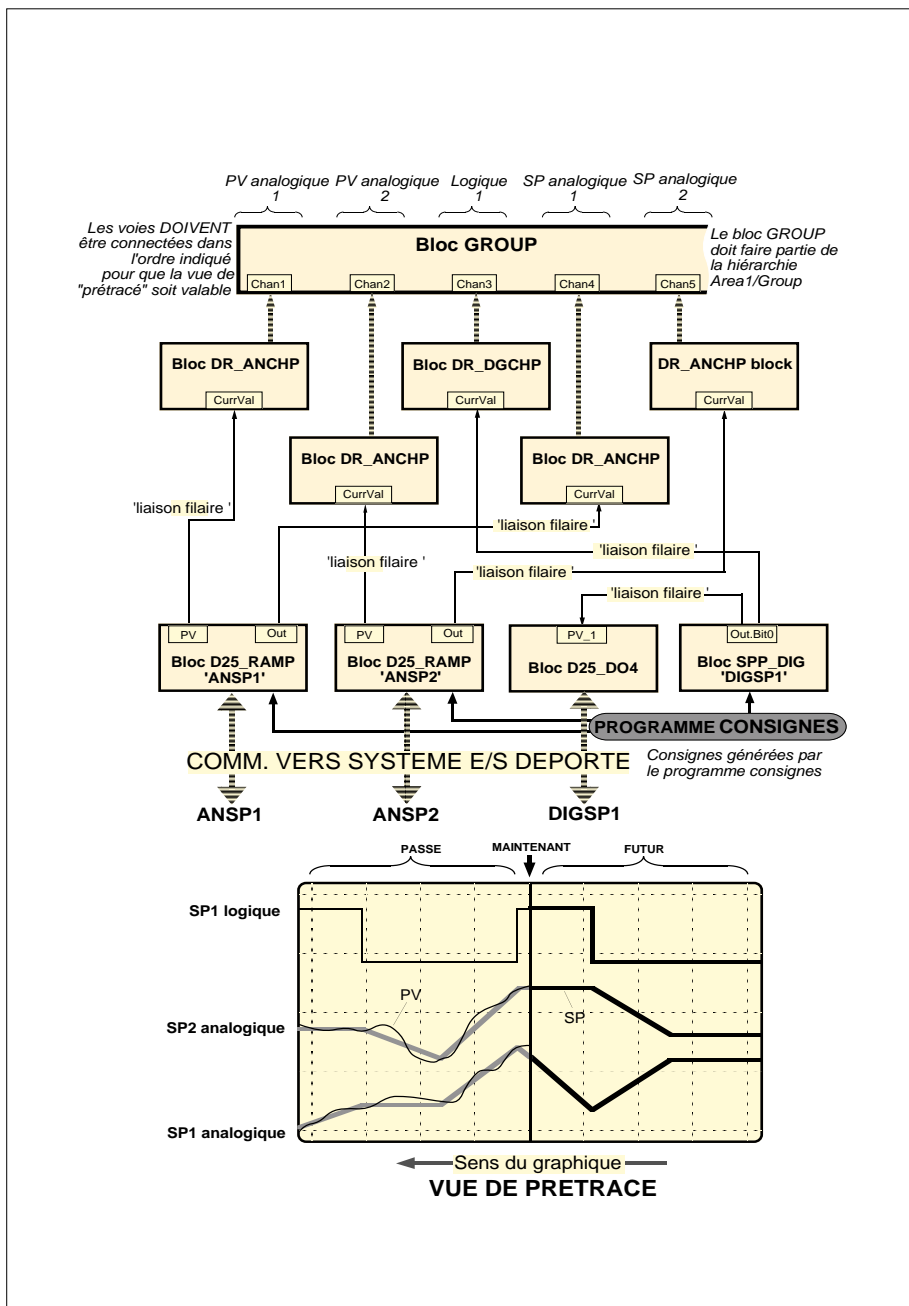 PV analogique
1
PV analogique
2
Logique
1
SP analogique
1
SP analogique
2
Les voies DOIVENT
être connectées dans
l'ordre indiqué
pour que la vue de
"prétracé" soit valable
Bloc GROUP
Le bloc GROUP
doit faire partie de
la hiérarchie
Area1/Group
Chan1
Chan2
Chan3
Chan4
Chan5
Bloc DR_ANCHP
CurrVal
Bloc DR_DGCHP
CurrVal
DR_ANCHP block
CurrVal
Bloc DR_ANCHP
CurrVal
Bloc DR_ANCHP
CurrVal
'liaison filaire '
'liaison filaire '
'liaison filaire '
'liaison filaire '
'liaison filaire '
'liaison filaire '
PV
Out
Bloc D25_RAMP
'ANSP1'
PV
Out
Bloc D25_RAMP
'ANSP2'
PV_1
Bloc D25_DO4
Out.Bit0
Bloc SPP_DIG
'DIGSP1'
PROGRAMME CONSIGNES
COMM. VERS SYSTEME E/S DEPORTE
Consignes générées par
le programme consignes
ANSP1
ANSP2
DIGSP1
PASSE
MAINTENANT
FUTUR
SP1 logique
PV
SP
SP2 analogique
SP1 analogique
Sens du graphique
VUE DE PRETRACE